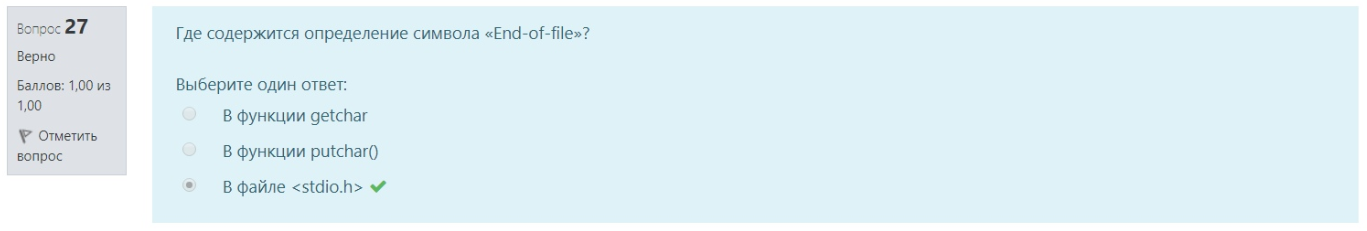 Вопрос 27
Верно
Баллов: 1,00 из
1,00
Отметить
вопрос
Где содержится определение символа «End-of-file»?
Выберите один ответ:
В функции getchar
В функции putchar()
В файле <stdio.h>